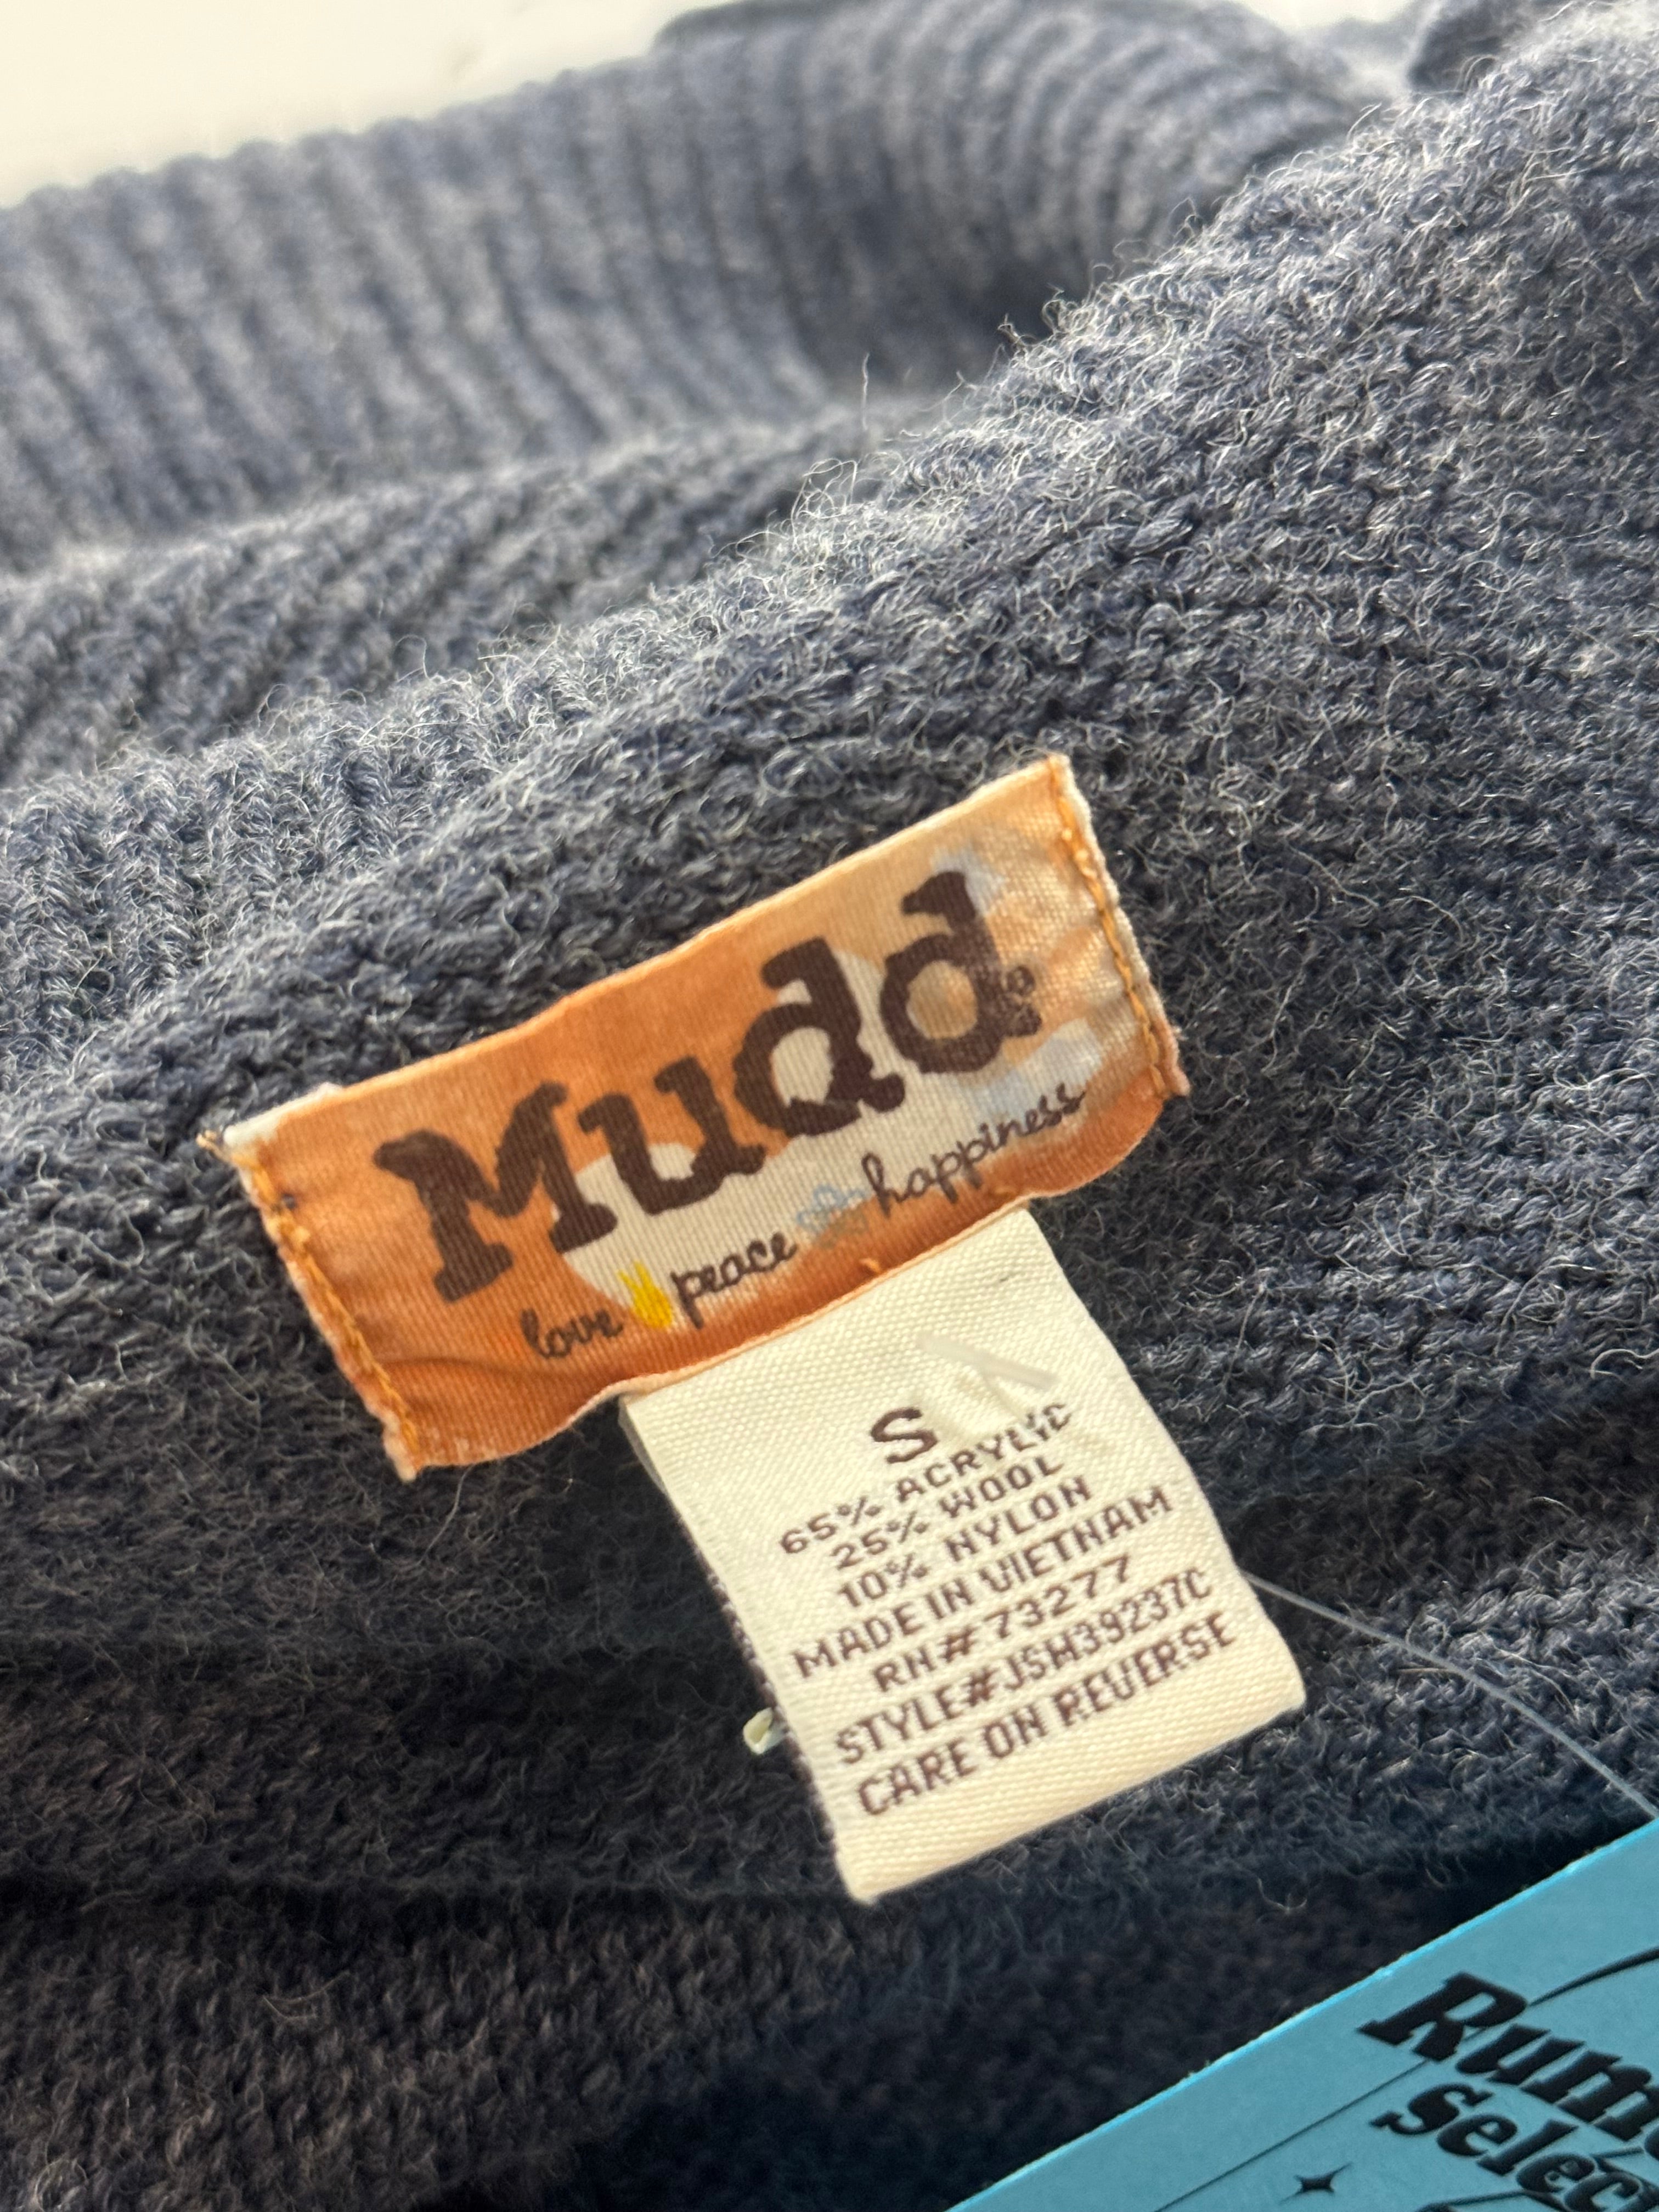 Mudd®
love peace happiness
S
65% ACRYLIC
25% WOOL
10% NYLON
MADE IN VIETNAM
RN# 73277
STYLE#JSH39237C
CARE ON REVERSE